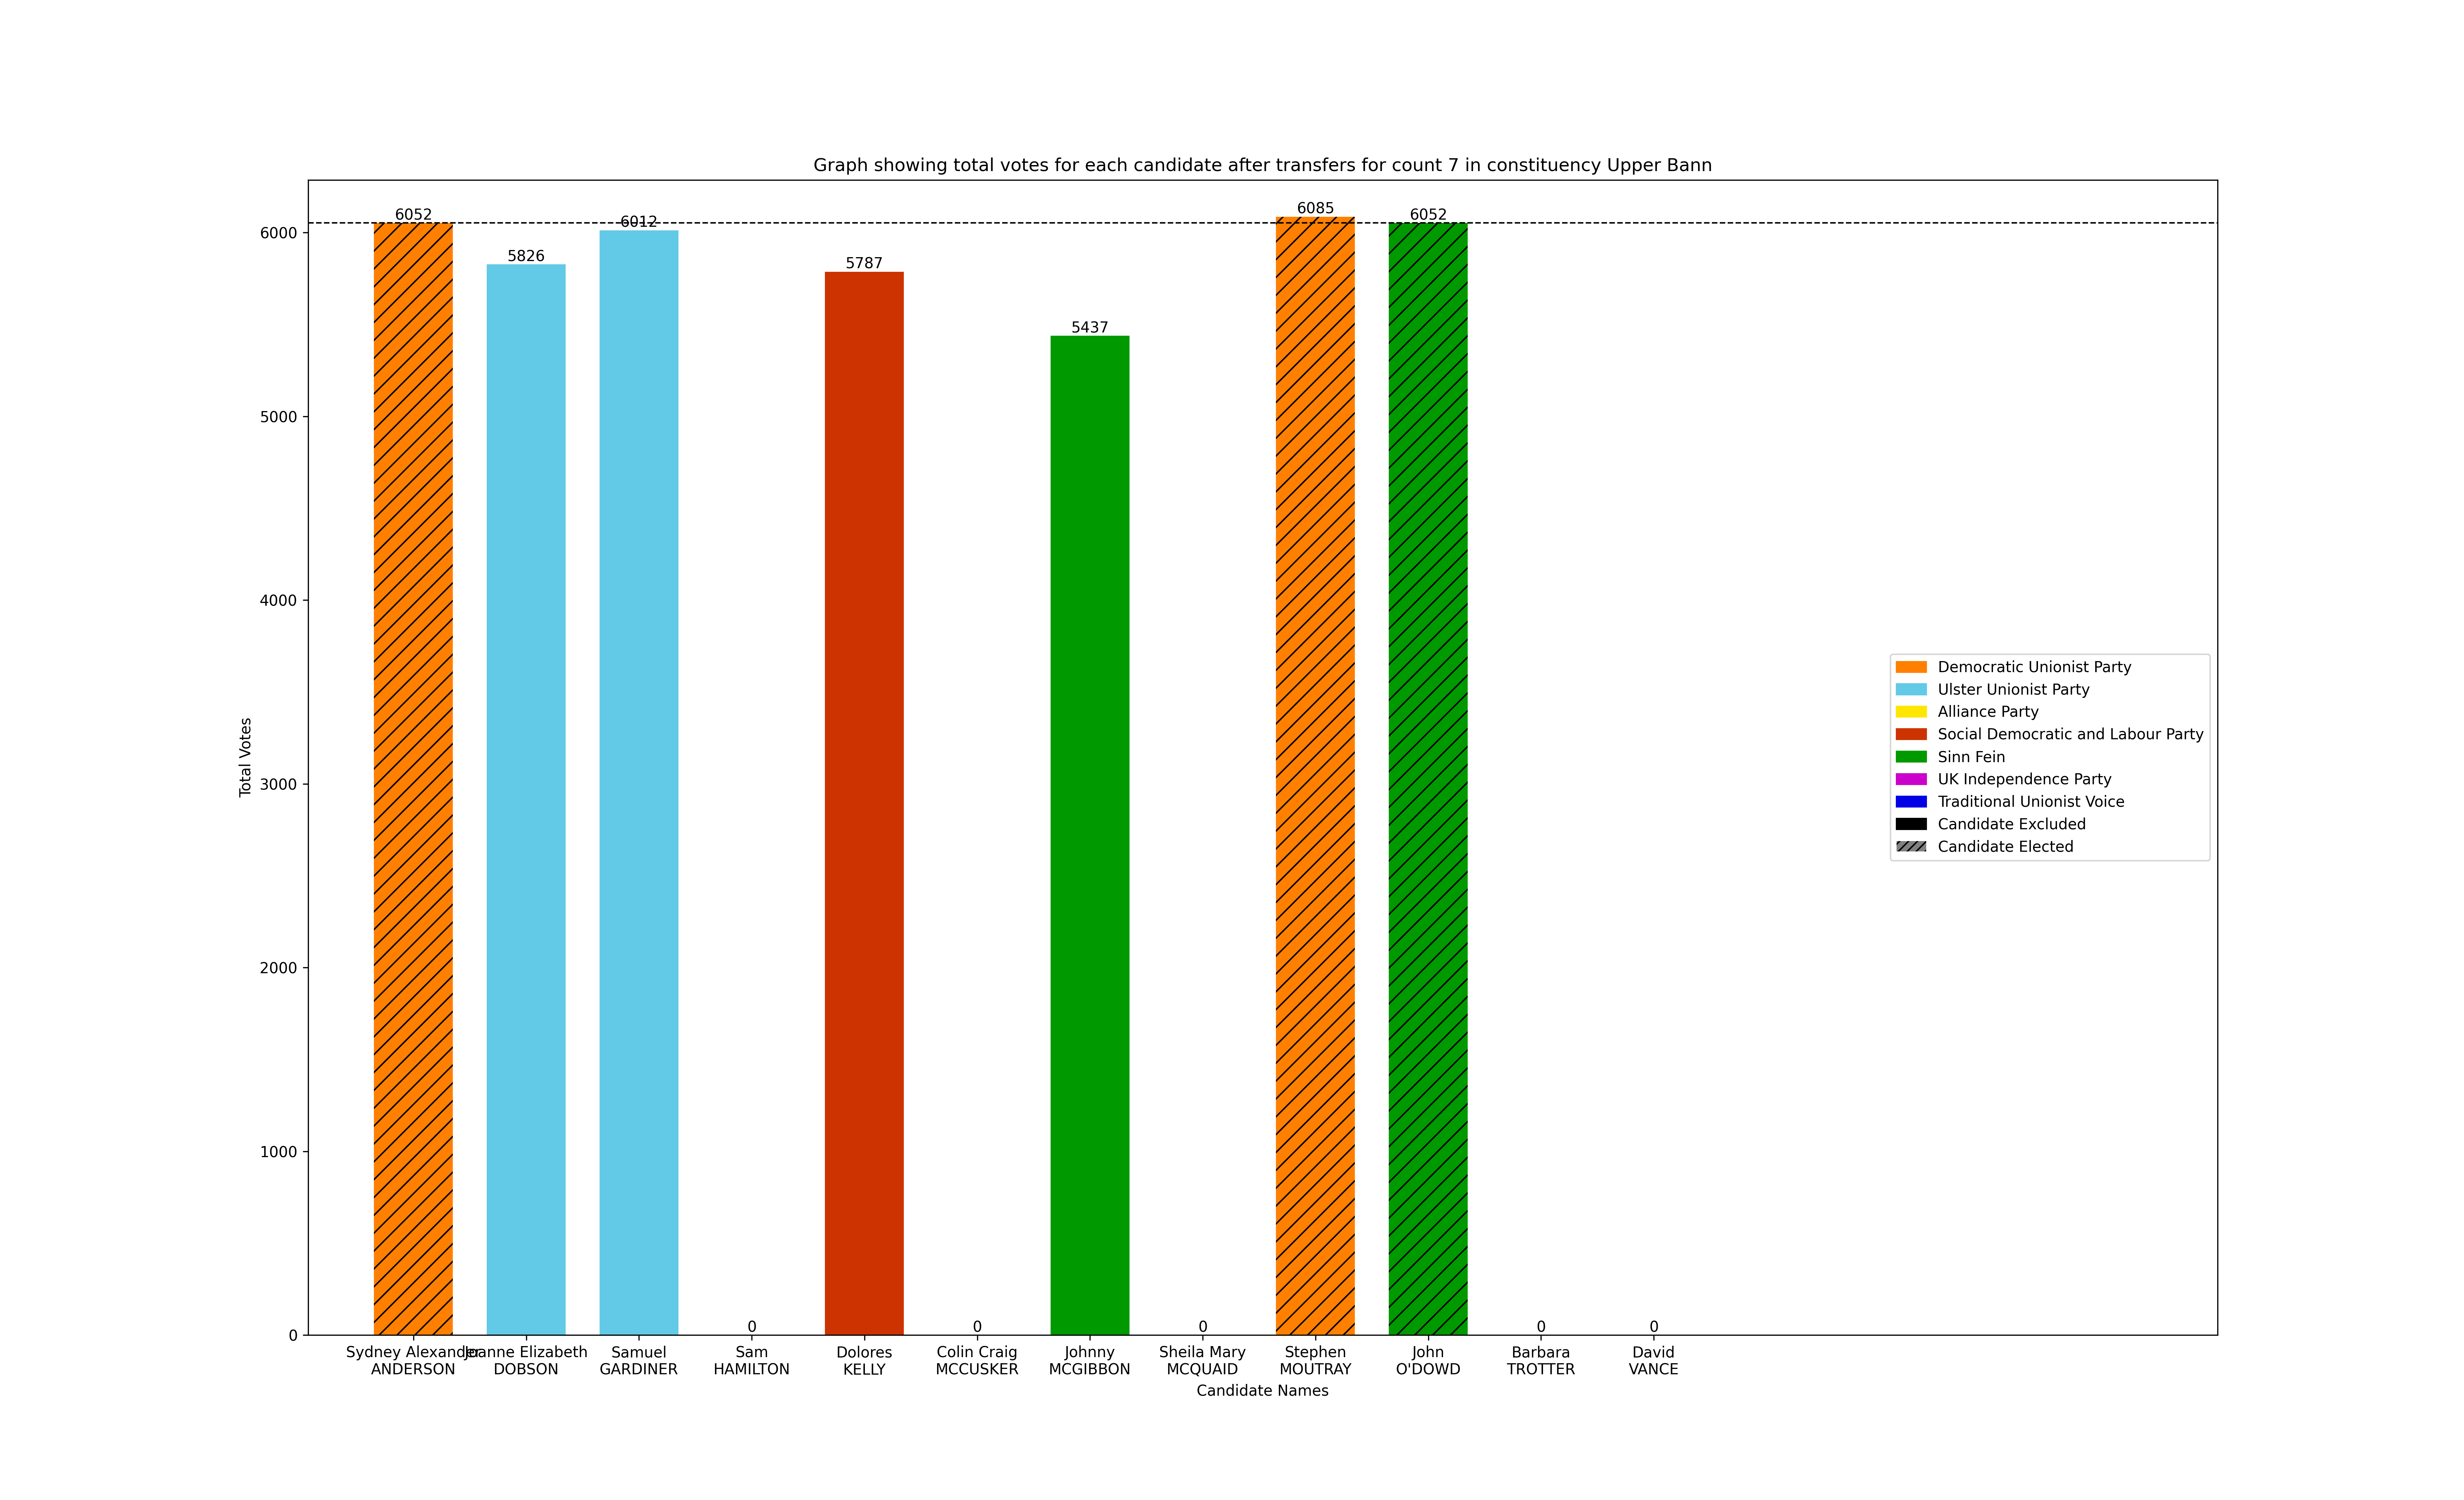 Graph showing total votes for each candidate after transfers for count 7 in constituency Upper Bann
6052
5826
6012
0
5787
0
5437
0
6085
6052
0
0
6000
5000
4000
3000
2000
1000
0
Total Votes
Democratic Unionist Party
Ulster Unionist Party
Alliance Party
Social Democratic and Labour Party
Sinn Fein
UK Independence Party
Traditional Unionist Voice
Candidate Excluded
Candidate Elected
Sydney Alexander
ANDERSON
Joanne Elizabeth
DOBSON
Samuel
GARDINER
Sam
HAMILTON
Dolores
KELLY
Colin Craig
MCCUSKER
Johnny
MCGIBBON
Sheila Mary
MCQUAID
Stephen
MOUTRAY
John
O'DOWD
Barbara
TROTTER
David
VANCE
Candidate Names